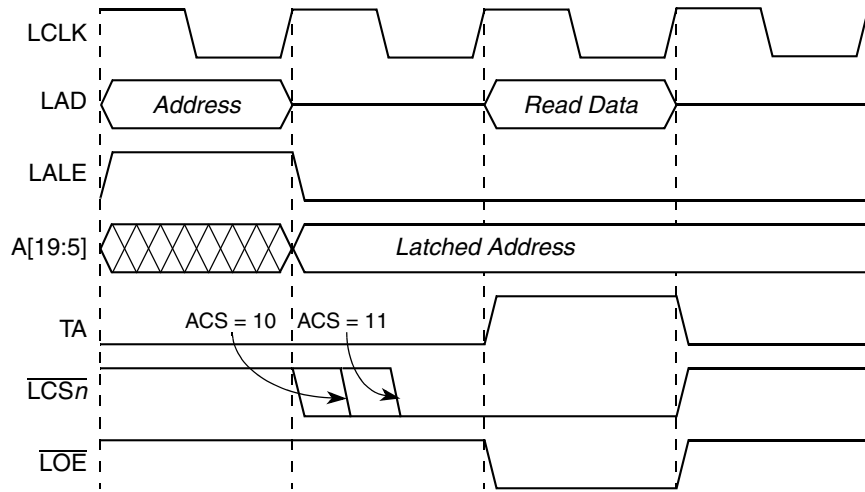 LCLK
LAD Address Read Data
LALE
A[19:5] Latched Address
TA ACS = 10 ACS = 11
LCSn
LOE